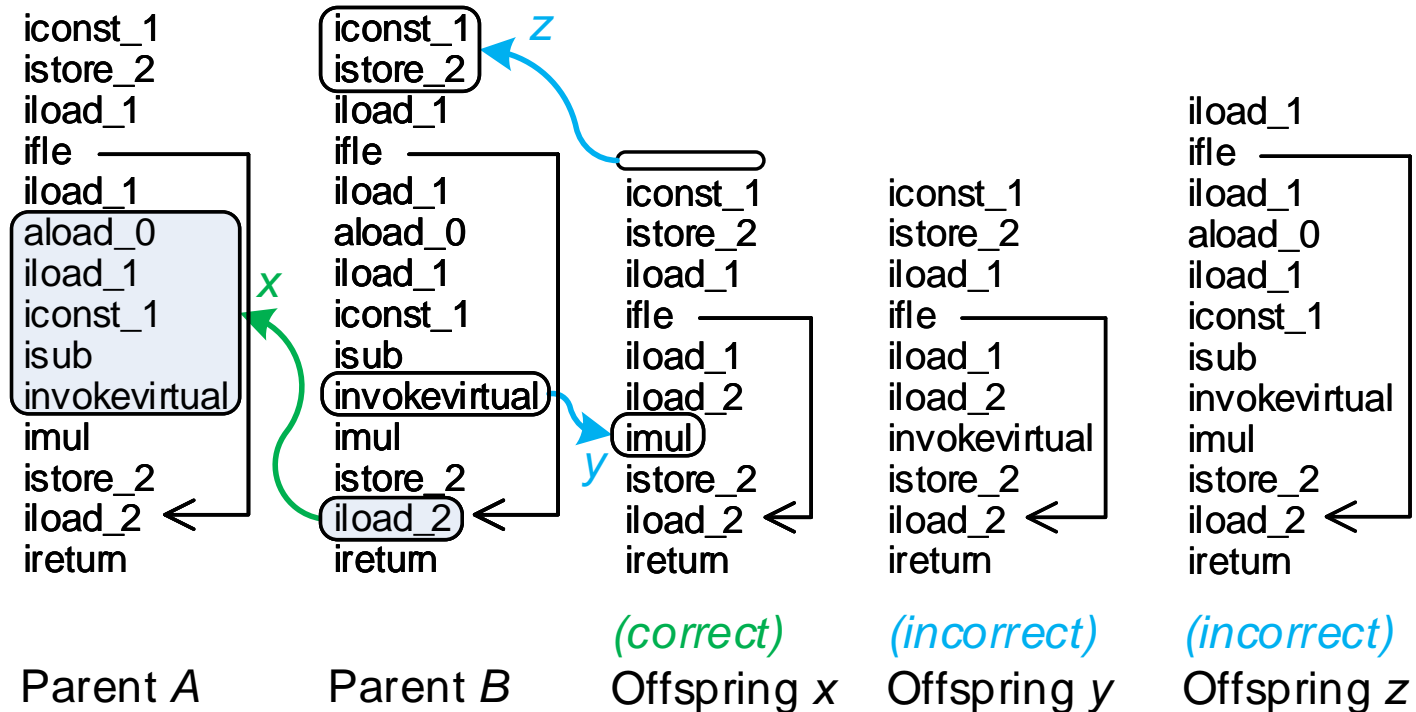 iconst_1
istore_2
iload_1
ifle
iload_1
aload_0
iload_1
iconst_1
isub
invokevirtual
imul
istore_2
iload_2
ireturn
Parent A
x
iconst_1
istore_2
iload_1
ifle
iload_1
aload_0
iload_1
iconst_1
isub
invokevirtual
imul
istore_2
iload_2
ireturn
Parent B
z
y
iconst_1
istore_2
iload_1
ifle
iload_1
iload_2
imul
istore_2
iload_2
ireturn
(correct)
Offspring x
iconst_1
istore_2
iload_1
ifle
iload_1
iload_2
invokevirtual
istore_2
iload_2
ireturn
(incorrect)
Offspring y
iload_1
ifle
iload_1
aload_0
iload_1
iconst_1
isub
invokevirtual
imul
istore_2
iload_2
ireturn
(incorrect)
Offspring z